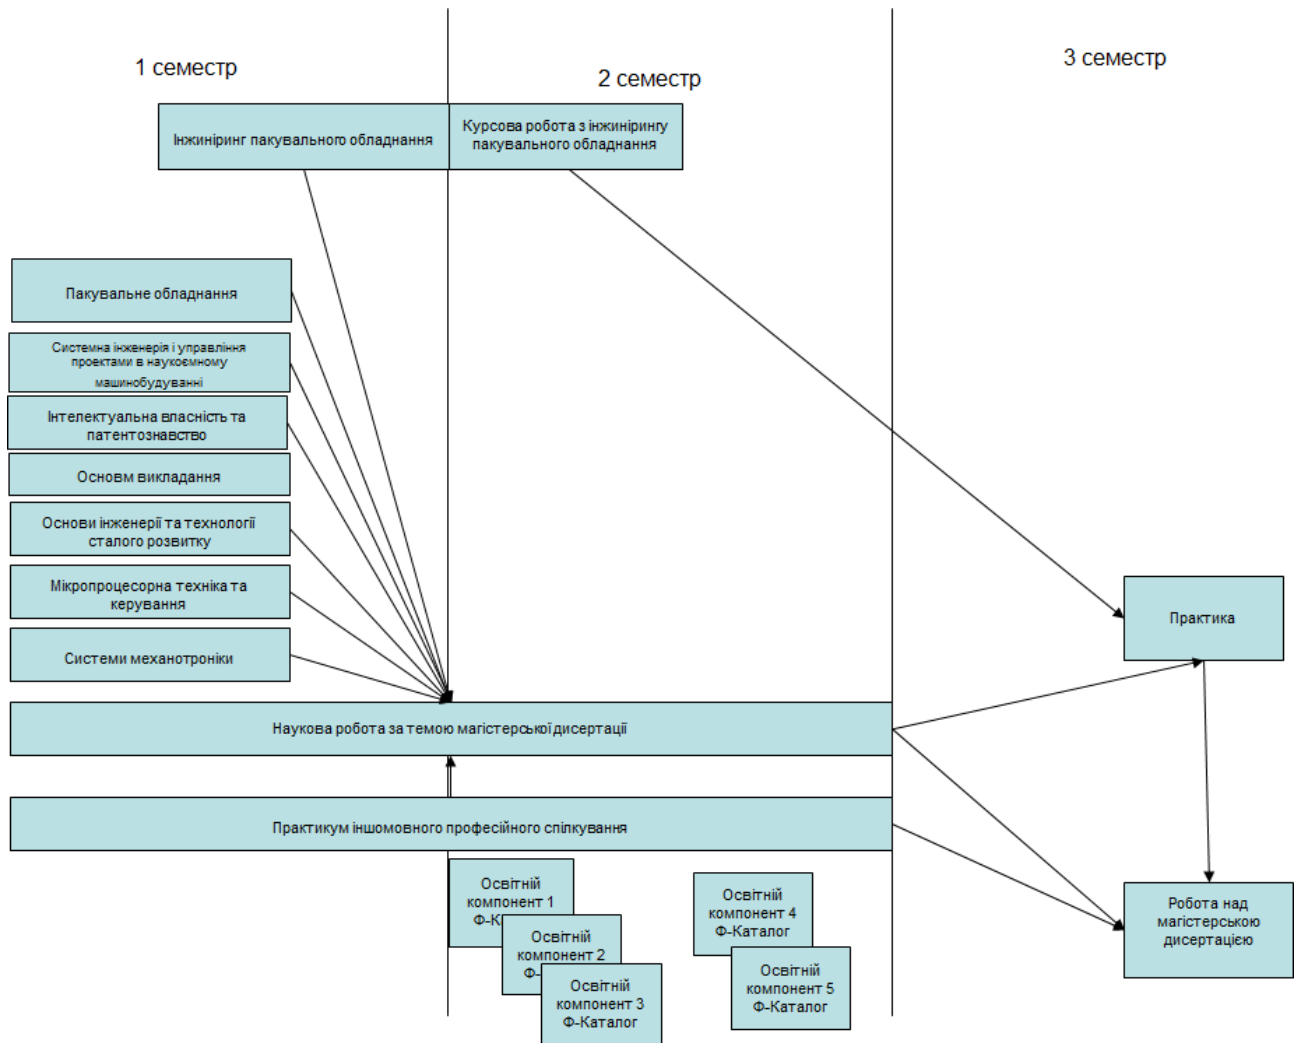 1 семестр
2 семестр
3 семестр
Інжиніринг пакувального обладнання
Курсова робота з інжинірингу
пакувального обладнання
Пакувальне обладнання
Системна інженерія і управління
проектами в наукоємному
машинобудуванні
Інтелектуальна власність та
патентознавство
Основм викладання
Основи інженерії та технології
сталого розвитку
Мікропроцесорна техніка та
керування
Системи механотроніки
Практика
Наукова робота за темою магістерської дисертації
Практикум іншомовного професійного спілкування
Освітній
компонент 1
Ф-К
Освітній
компонент 2
Ф-
Освітній
компонент 3
Ф-Каталог
Освітній
компонент 4
Ф-Каталог
Освітній
компонент 5
Ф-Каталог
Робота над
магістерською
дисертацією